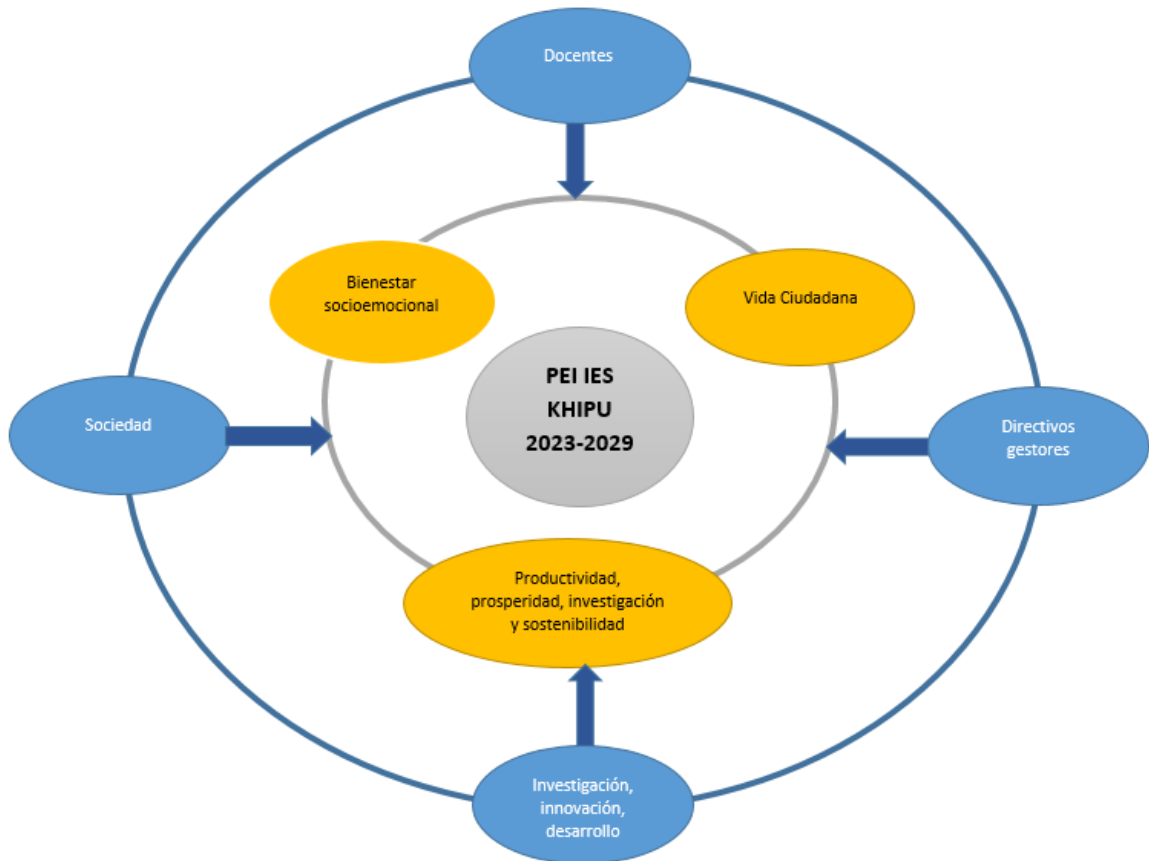 Docentes
Bienestar
socioemocional
Vida Ciudadana
PEI IES
KHIPU
2023-2029
Sociedad
Directivos
gestores
Productividad,
prosperidad, investigación
y sostenibilidad
Investigación,
innovación,
desarrollo